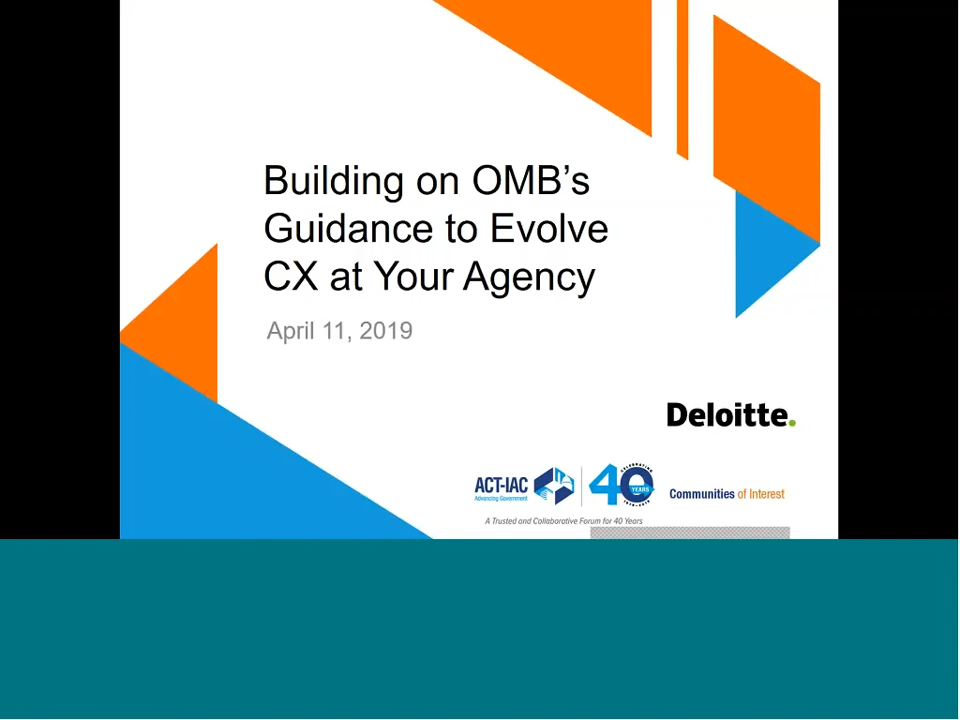 Building on OMB’s
Guidance to Evolve
CX at Your Agency
April 11, 2019
Deloitte.
ACT-IAC
Advancing Government
CELEBRATING
40
YEARS
Communities of Interest
A Trusted and Collaborative Forum for 40 Years